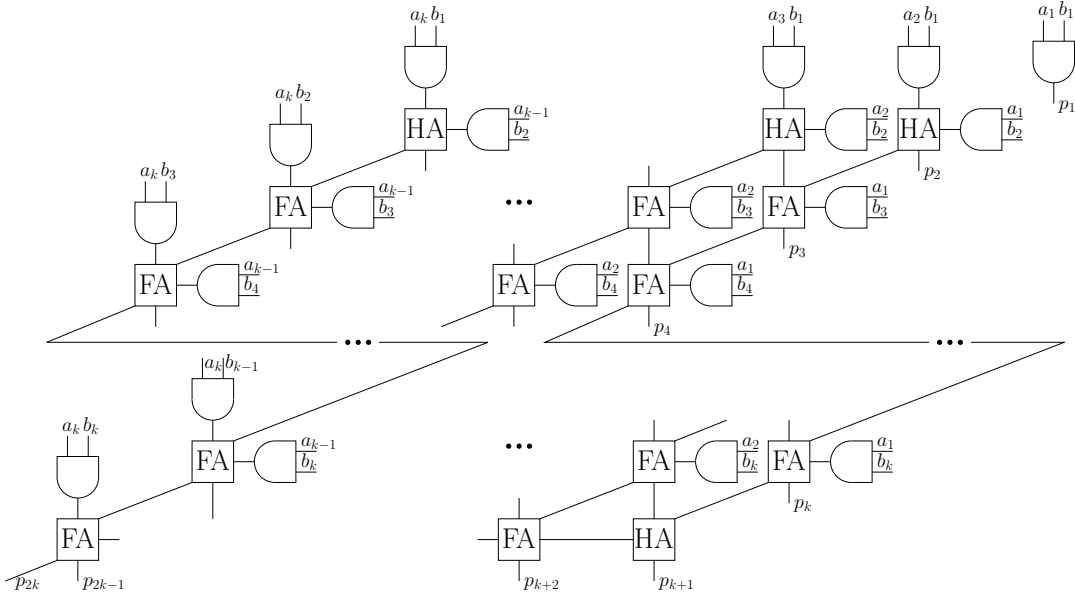 a_k b_1 a_3 b_1 a_2 b_1 a_1 b_1
a_k b_2 HA a_{k-1} b_2 HA a_2 b_2 HA a_1 b_2 p_1
a_k b_3 FA a_{k-1} b_3 ... FA a_2 b_3 FA a_1 b_3 p_2
FA a_{k-1} b_4 FA a_2 b_4 FA a_1 b_4 p_3
p_4
... ...
a_k b_{k-1}
a_k b_k FA a_{k-1} b_k ... FA a_2 b_k FA a_1 b_k
p_k
FA FA HA
p_{2k} p_{2k-1} p_{k+2} p_{k+1}